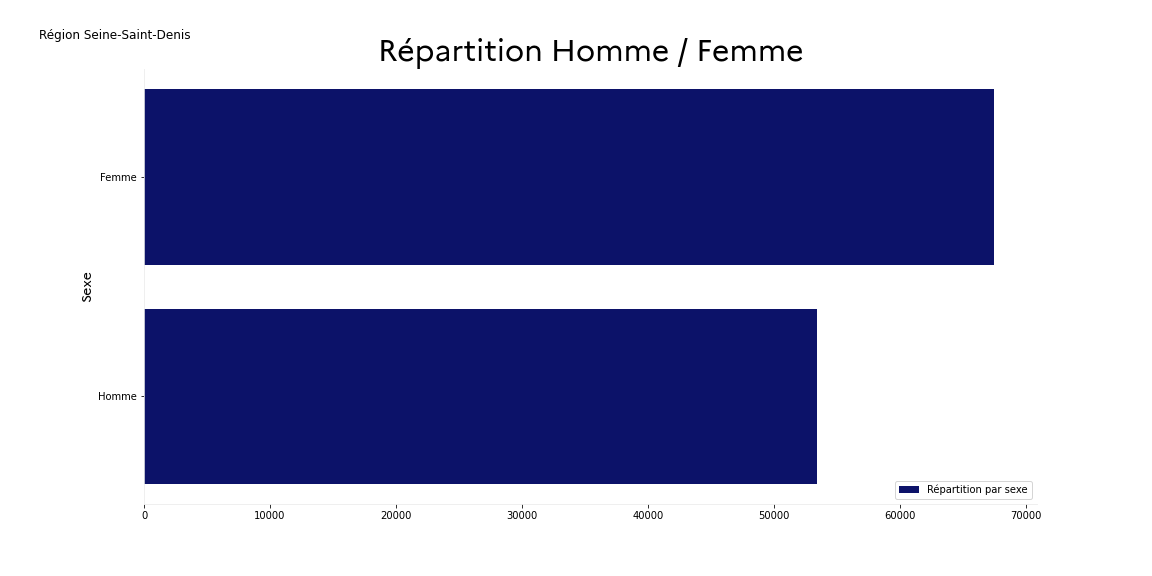 Région Seine-Saint-Denis
Répartition Homme / Femme
Femme
Sexe
Homme
Répartition par sexe
0 10000 20000 30000 40000 50000 60000 70000